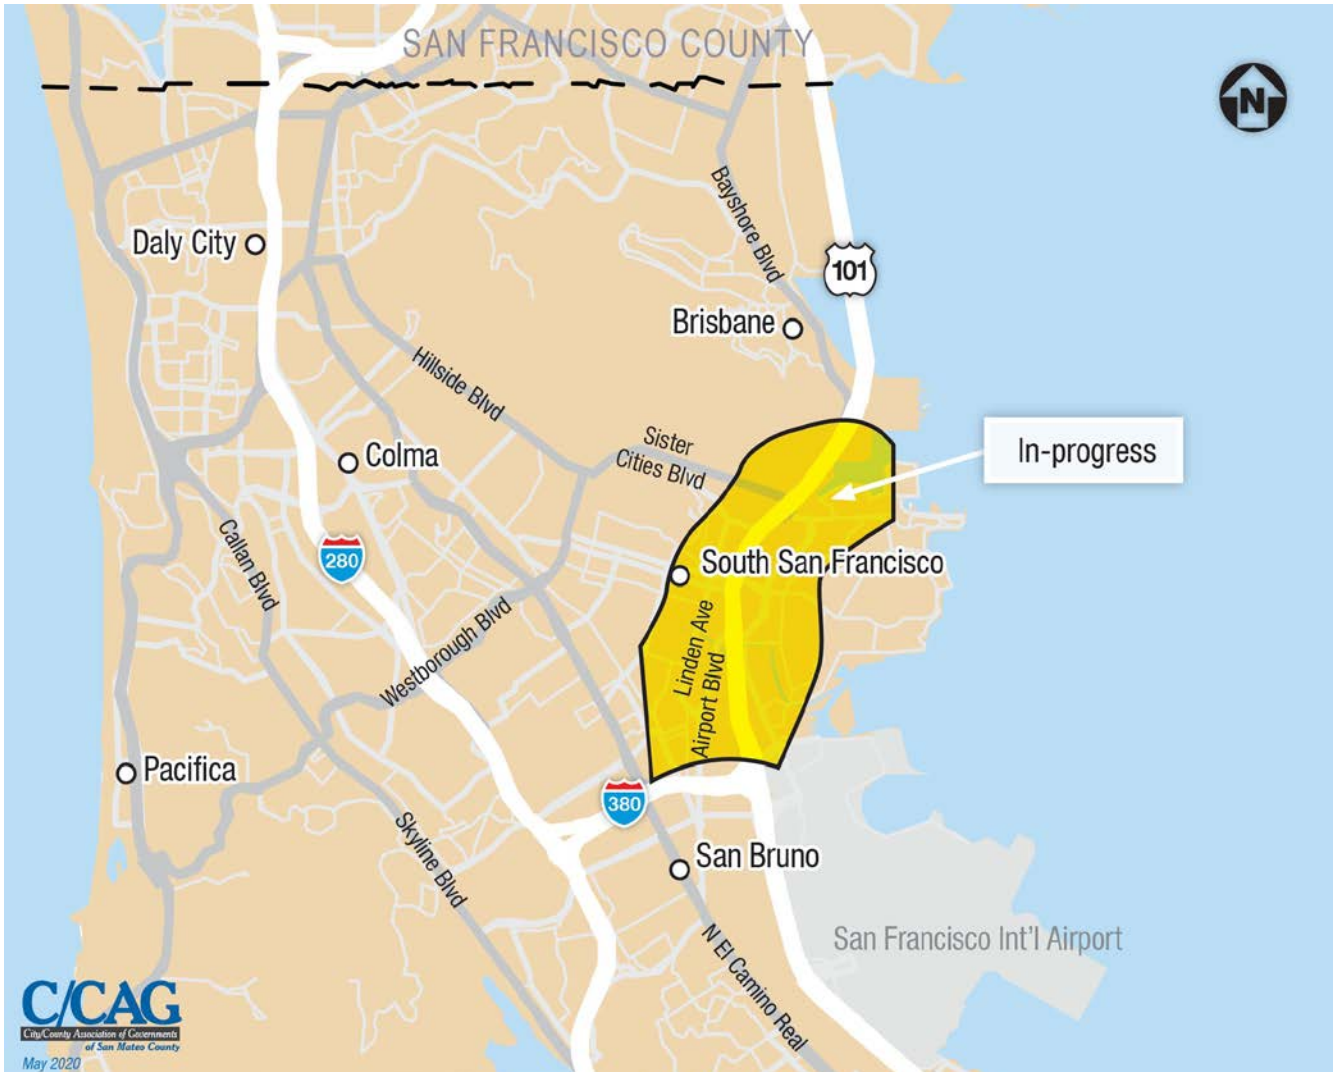 SAN FRANCISCO COUNTY
N
Daly City
Bayshore Blvd
101
Brisbane
Hillside Blvd
Sister
Cities Blvd
In-progress
Colma
Callan Blvd
280
South San Francisco
Westborough Blvd
Linden Ave
Airport Blvd
Pacifica
380
Skyline Blvd
San Bruno
N El Camino Real
San Francisco Int'l Airport
C/CAG
City/County Association of Governments
of San Mateo County
May 2020